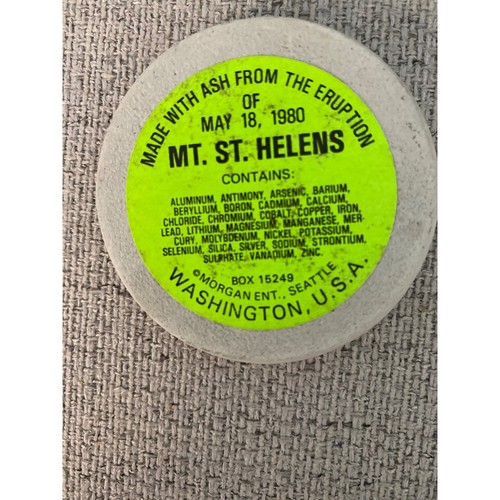 MADE WITH ASH FROM THE ERUPTION
OF
MAY 18, 1980
MT. ST. HELENS
CONTAINS:
ALUMINUM, ANTIMONY, ARSENIC, BARIUM,
BERYLLIUM, BORON, CADMIUM, CALCIUM,
CHLORIDE, CHROMIUM, COBALT, COPPER, IRON,
LEAD, LITHIUM, MAGNESIUM, MANGANESE, MER-
CURY, MOLYBDENUM, NICKEL, POTASSIUM,
SELENIUM, SILICA, SILVER, SODIUM, STRONTIUM,
SULPHATE, VANADIUM, ZINC.
BOX 15249
©MORGAN ENT., SEATTLE
WASHINGTON, U.S.A.